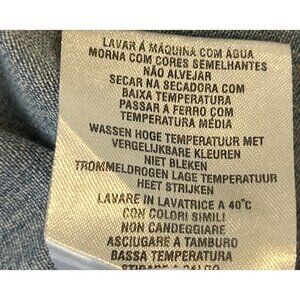 LAVAR À MÁQUINA COM ÁGUA
MORNA COM CORES SEMELHANTES
NÃO ALVEJAR
SECAR NA SECADORA COM
BAIXA TEMPERATURA
PASSAR A FERRO COM
TEMPERATURA MÉDIA
WASSEN HOGE TEMPERATUUR MET
VERGELIJKBARE KLEUREN
NIET BLEKEN
TROMMELDROGEN LAGE TEMPERATUUR
HEET STRIJKEN
LAVARE IN LAVATRICE A 40°C
CON COLORI SIMILI
NON CANDEGGIARE
ASCIUGARE A TAMBURO
BASSA TEMPERATURA
STIRARE A CALDO